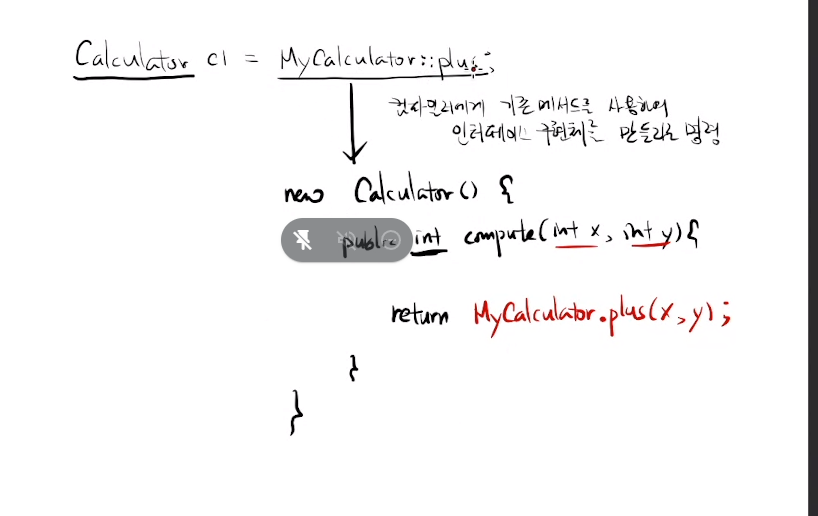 Calculator c1 = MyCalculator::plus;
컴파일러에게 기존 메서드를 사용하여
인터페이스 구현체를 만들라고 명령
new Calculator() {
public int compute(int x, int y){
return MyCalculator.plus(x, y);
}
}